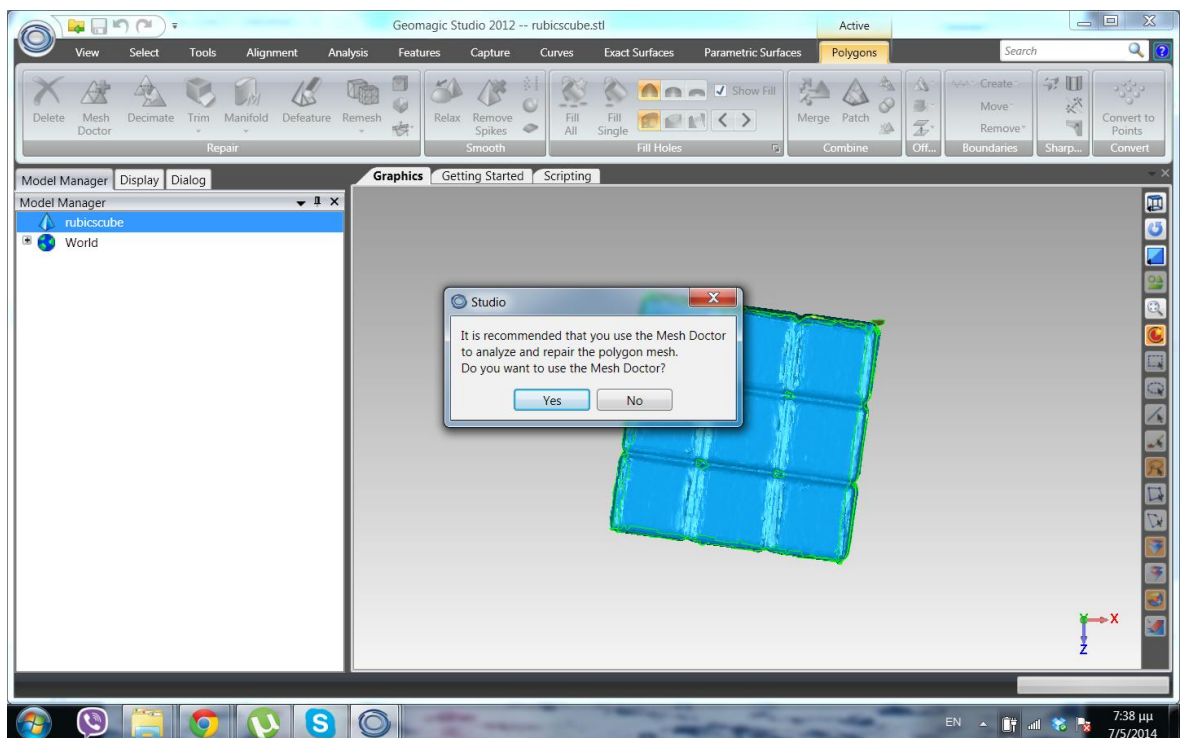 Geomagic Studio 2012 -- rubicscube.stl
Active
View Select Tools Alignment Analysis Features Capture Curves Exact Surfaces Parametric Surfaces Polygons
Search
Delete
Mesh Doctor
Decimate
Trim
Manifold
Defeature
Remesh
Repair
Relax
Remove Spikes
Smooth
Fill All
Fill Single
Show Fill
Fill Holes
Merge
Patch
Combine
Off...
Create
Move
Remove
Boundaries
Sharp...
Convert to Points
Convert
Model Manager Display Dialog
Graphics Getting Started Scripting
Model Manager
rubicscube
World
Studio
It is recommended that you use the Mesh Doctor
to analyze and repair the polygon mesh.
Do you want to use the Mesh Doctor?
Yes No
X
Z
EN
7:38 μμ
7/5/2014